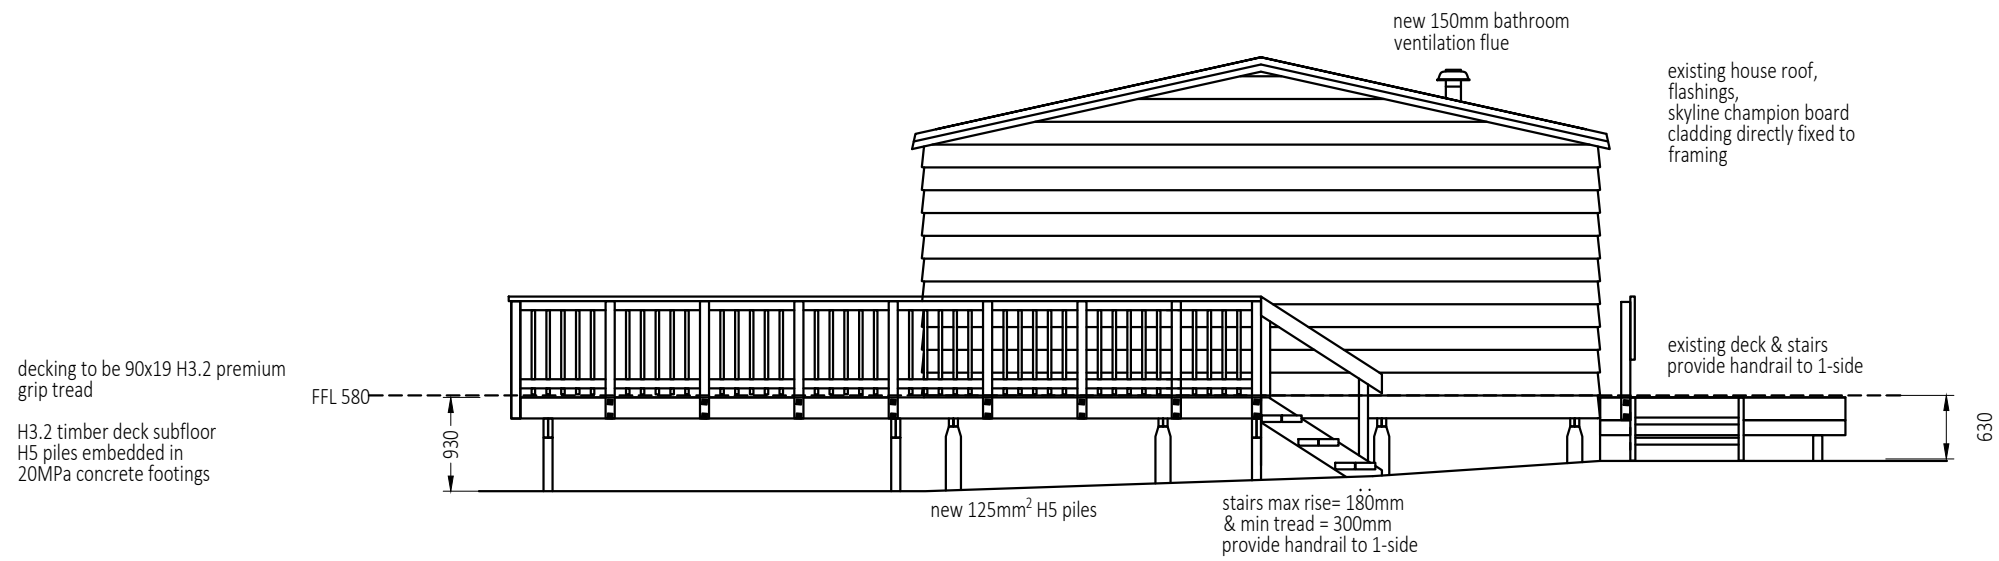 new 150mm bathroom
ventilation flue
existing house roof,
flashings,
skyline champion board
cladding directly fixed to
framing
existing deck & stairs
provide handrail to 1-side
decking to be 90x19 H3.2 premium
grip tread
FFL 580
H3.2 timber deck subfloor
H5 piles embedded in
20MPa concrete footings
930
630
new 125mm² H5 piles
stairs max rise= 180mm
& min tread = 300mm
provide handrail to 1-side